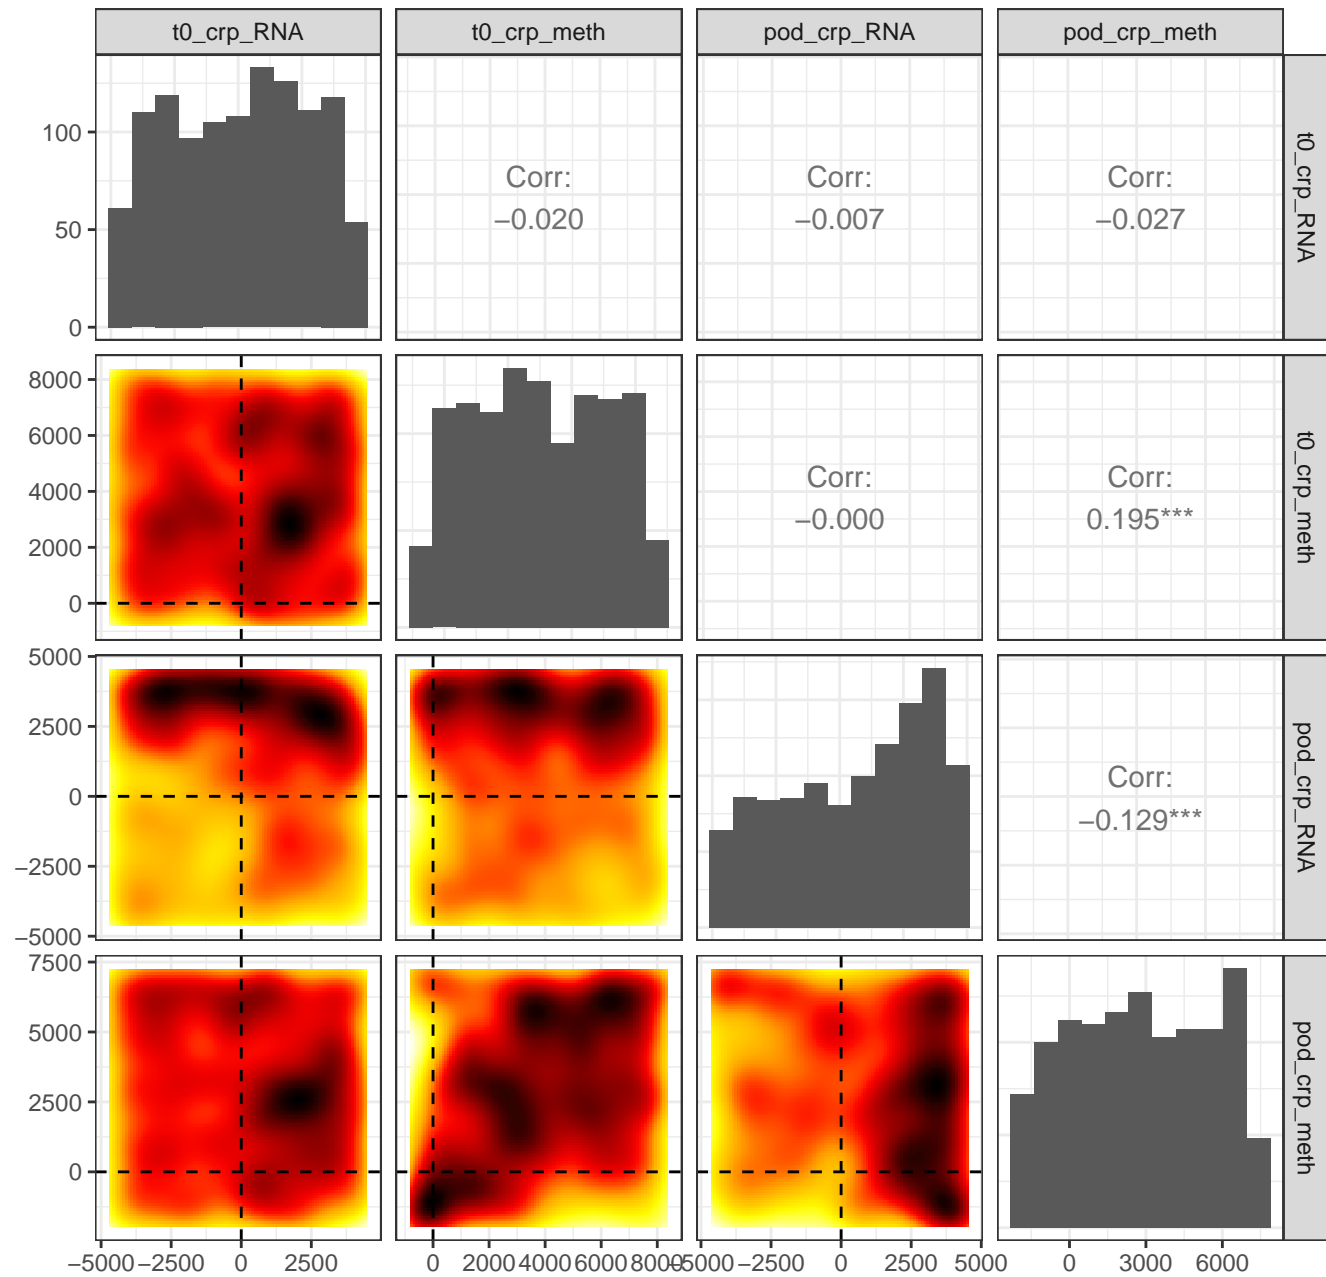 t0_crp_RNA
t0_crp_meth
pod_crp_RNA
pod_crp_meth
100
50
0
Corr:
−0.020
Corr:
−0.007
Corr:
−0.027
t0_crp_RNA
8000
6000
4000
2000
0
Corr:
−0.000
Corr:
0.195***
t0_crp_meth
5000
2500
0
−2500
−5000
Corr:
−0.129***
pod_crp_RNA
7500
5000
2500
0
pod_crp_meth
−5000 −2500 0 2500
0 2000 4000 6000 8000
−5000 −2500 0 2500 5000
0 3000 6000